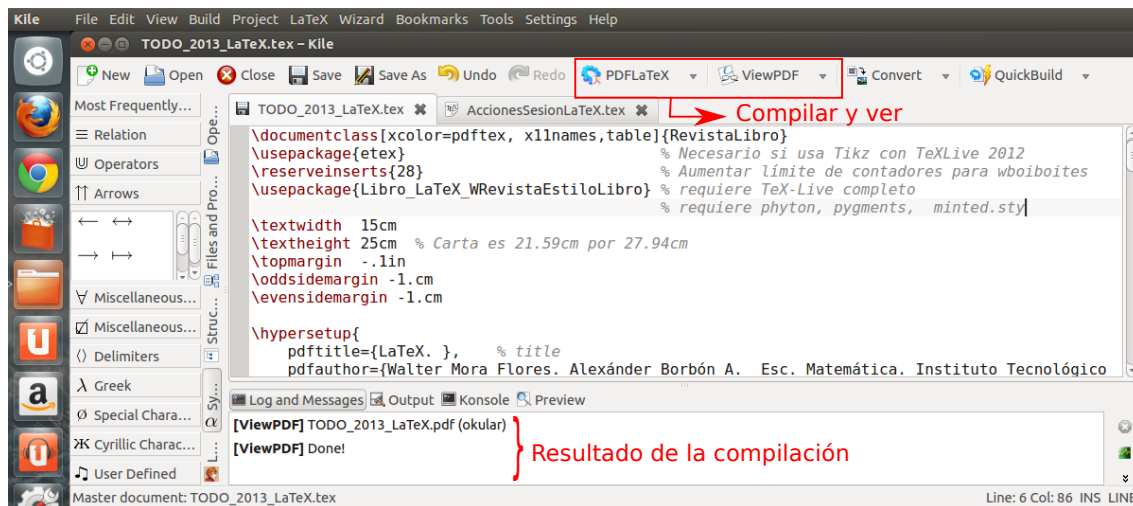 Kile File Edit View Build Project LaTeX Wizard Bookmarks Tools Settings Help
TODO_2013_LaTeX.tex – Kile
New Open Close Save Save As Undo Redo PDFLaTeX ViewPDF Convert QuickBuild
Compilar y ver
Most Frequently...
≡ Relation
⊎ Operators
⇈ Arrows
← ↔
→ ↦
∀ Miscellaneous...
Miscellaneous...
⟨⟩ Delimiters
λ Greek
Ø Special Chara...
Ж Cyrillic Charac...
♫ User Defined
Ope...
Files and Pro...
Struc...
α Sy...
L...
TODO_2013_LaTeX.tex AccionesSesionLaTeX.tex
\documentclass[xcolor=pdftex, x11names,table]{RevistaLibro}
\usepackage{etex} % Necesario si usa Tikz con TeXLive 2012
\reserveinserts{28} % Aumentar límite de contadores para wboiboites
\usepackage{Libro_LaTeX_WRevistaEstiloLibro} % requiere TeX-Live completo
% requiere phyton, pygments, minted.sty
\textwidth 15cm
\textheight 25cm % Carta es 21.59cm por 27.94cm
\topmargin -.1in
\oddsidemargin -1.cm
\evensidemargin -1.cm
\hypersetup{
pdftitle={LaTeX. }, % title
pdfauthor={Walter Mora Flores. Alexánder Borbón A. Esc. Matemática. Instituto Tecnológico
Log and Messages Output Konsole Preview
[ViewPDF] TODO_2013_LaTeX.pdf (okular)
[ViewPDF] Done!
Resultado de la compilación
Master document: TODO_2013_LaTeX.tex Line: 6 Col: 86 INS LINE